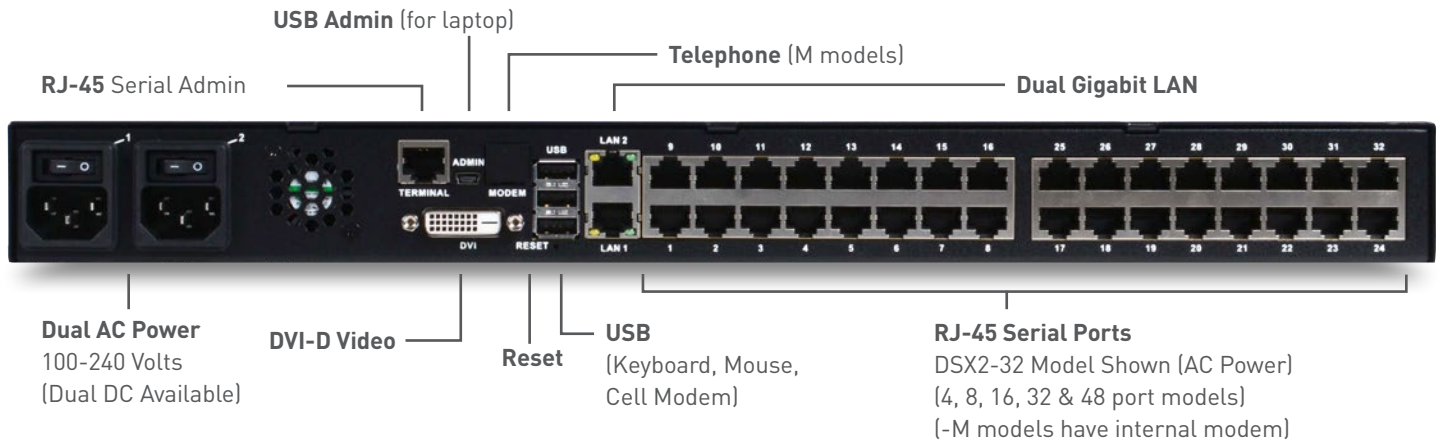 USB Admin (for laptop)
Telephone (M models)
RJ-45 Serial Admin
Dual Gigabit LAN
1
2
USB
LAN 2
9 10 11 12 13 14 15 16
25 26 27 28 29 30 31 32
ADMIN
TERMINAL
MODEM
DVI
RESET
LAN 1
1 2 3 4 5 6 7 8
17 18 19 20 21 22 23 24
Dual AC Power
100-240 Volts
(Dual DC Available)
DVI-D Video
Reset
USB
(Keyboard, Mouse,
Cell Modem)
RJ-45 Serial Ports
DSX2-32 Model Shown (AC Power)
(4, 8, 16, 32 & 48 port models)
(-M models have internal modem)